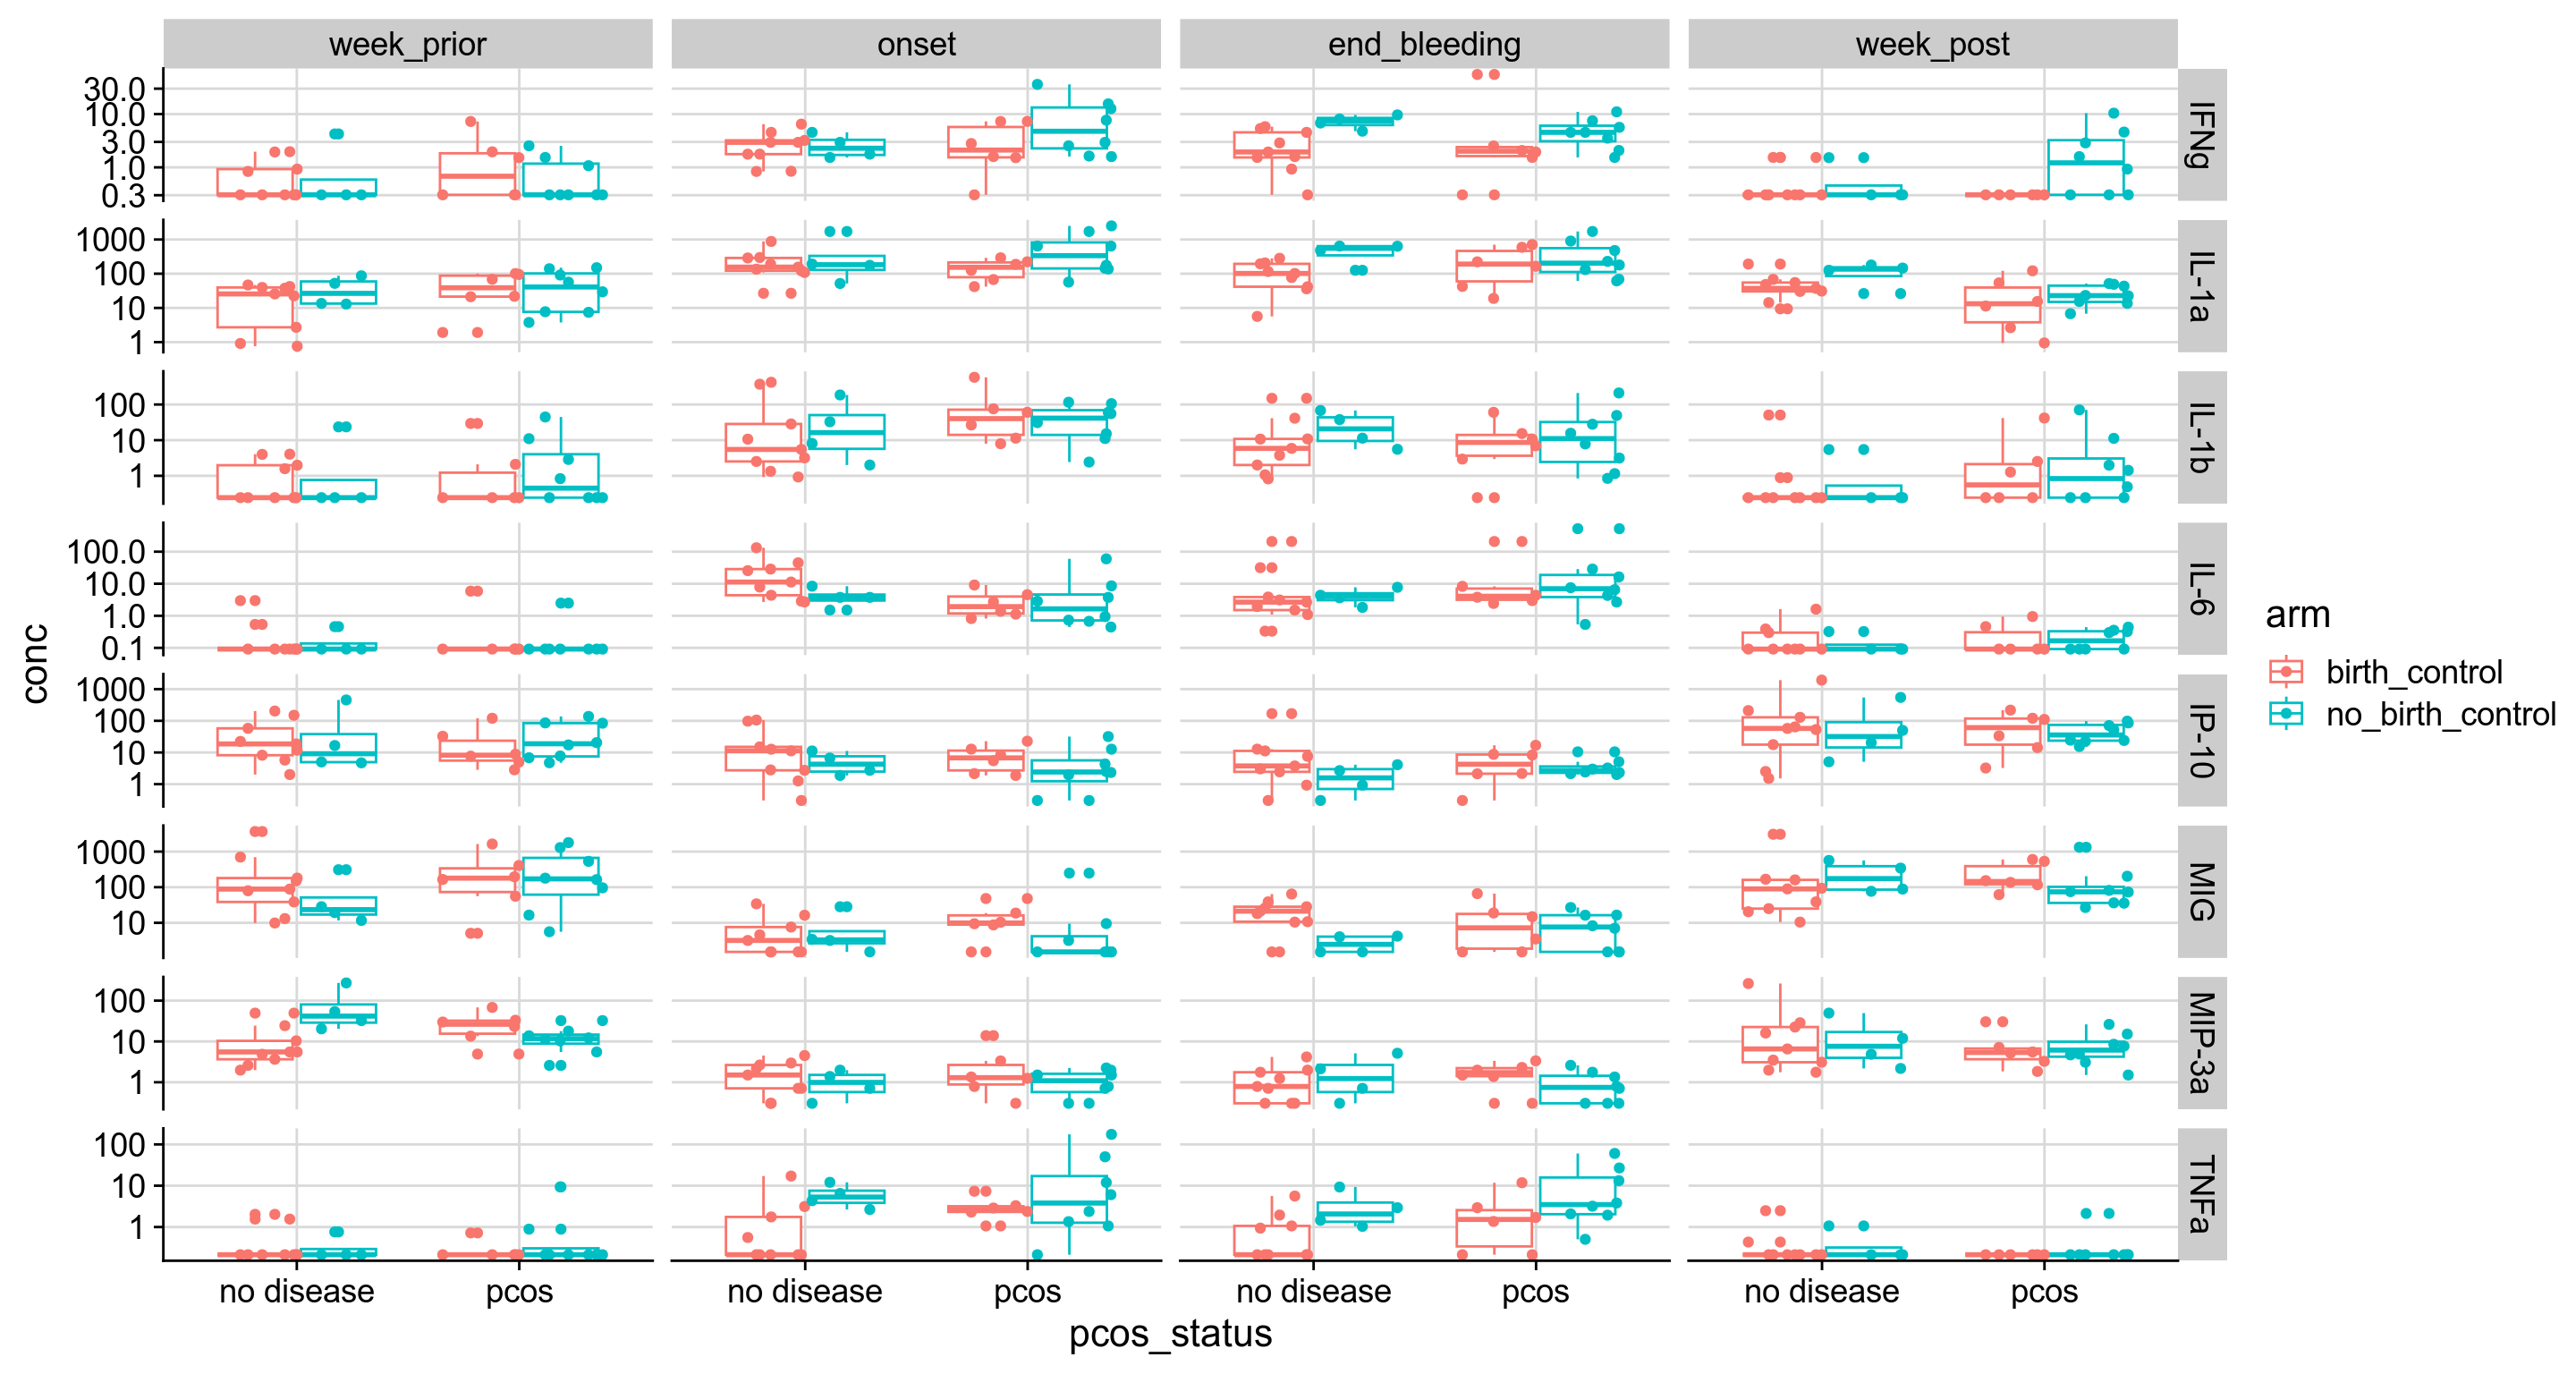 week_prior onset end_bleeding week_post
30.0
10.0
3.0
1.0
0.3
IFNg
1000
100
10
1
IL-1a
100
10
1
IL-1b
100.0
10.0
1.0
0.1
IL-6
1000
100
10
1
IP-10
1000
100
10
MIG
100
10
1
MIP-3a
100
10
1
TNFa
conc
no disease pcos no disease pcos no disease pcos no disease pcos
pcos_status
arm
birth_control
no_birth_control